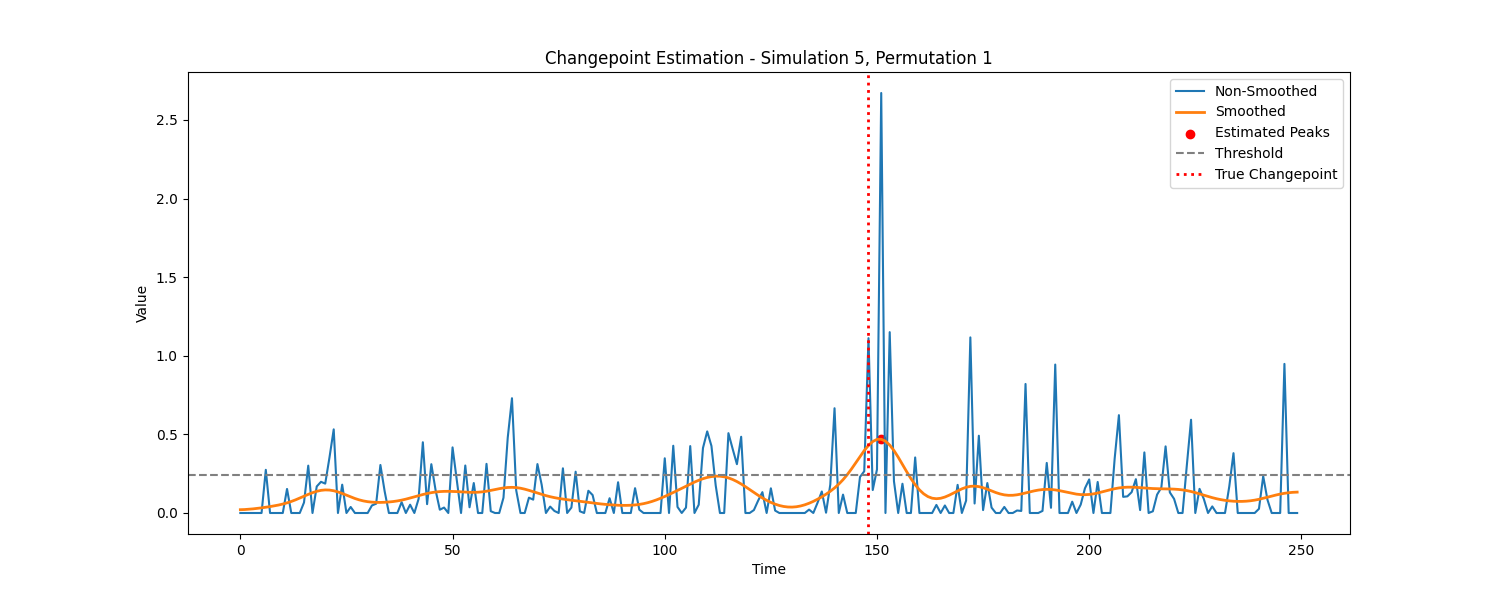 Changepoint Estimation - Simulation 5, Permutation 1
Non-Smoothed
Smoothed
Estimated Peaks
Threshold
True Changepoint
Value
2.5
2.0
1.5
1.0
0.5
0.0
0 50 100 150 200 250
Time